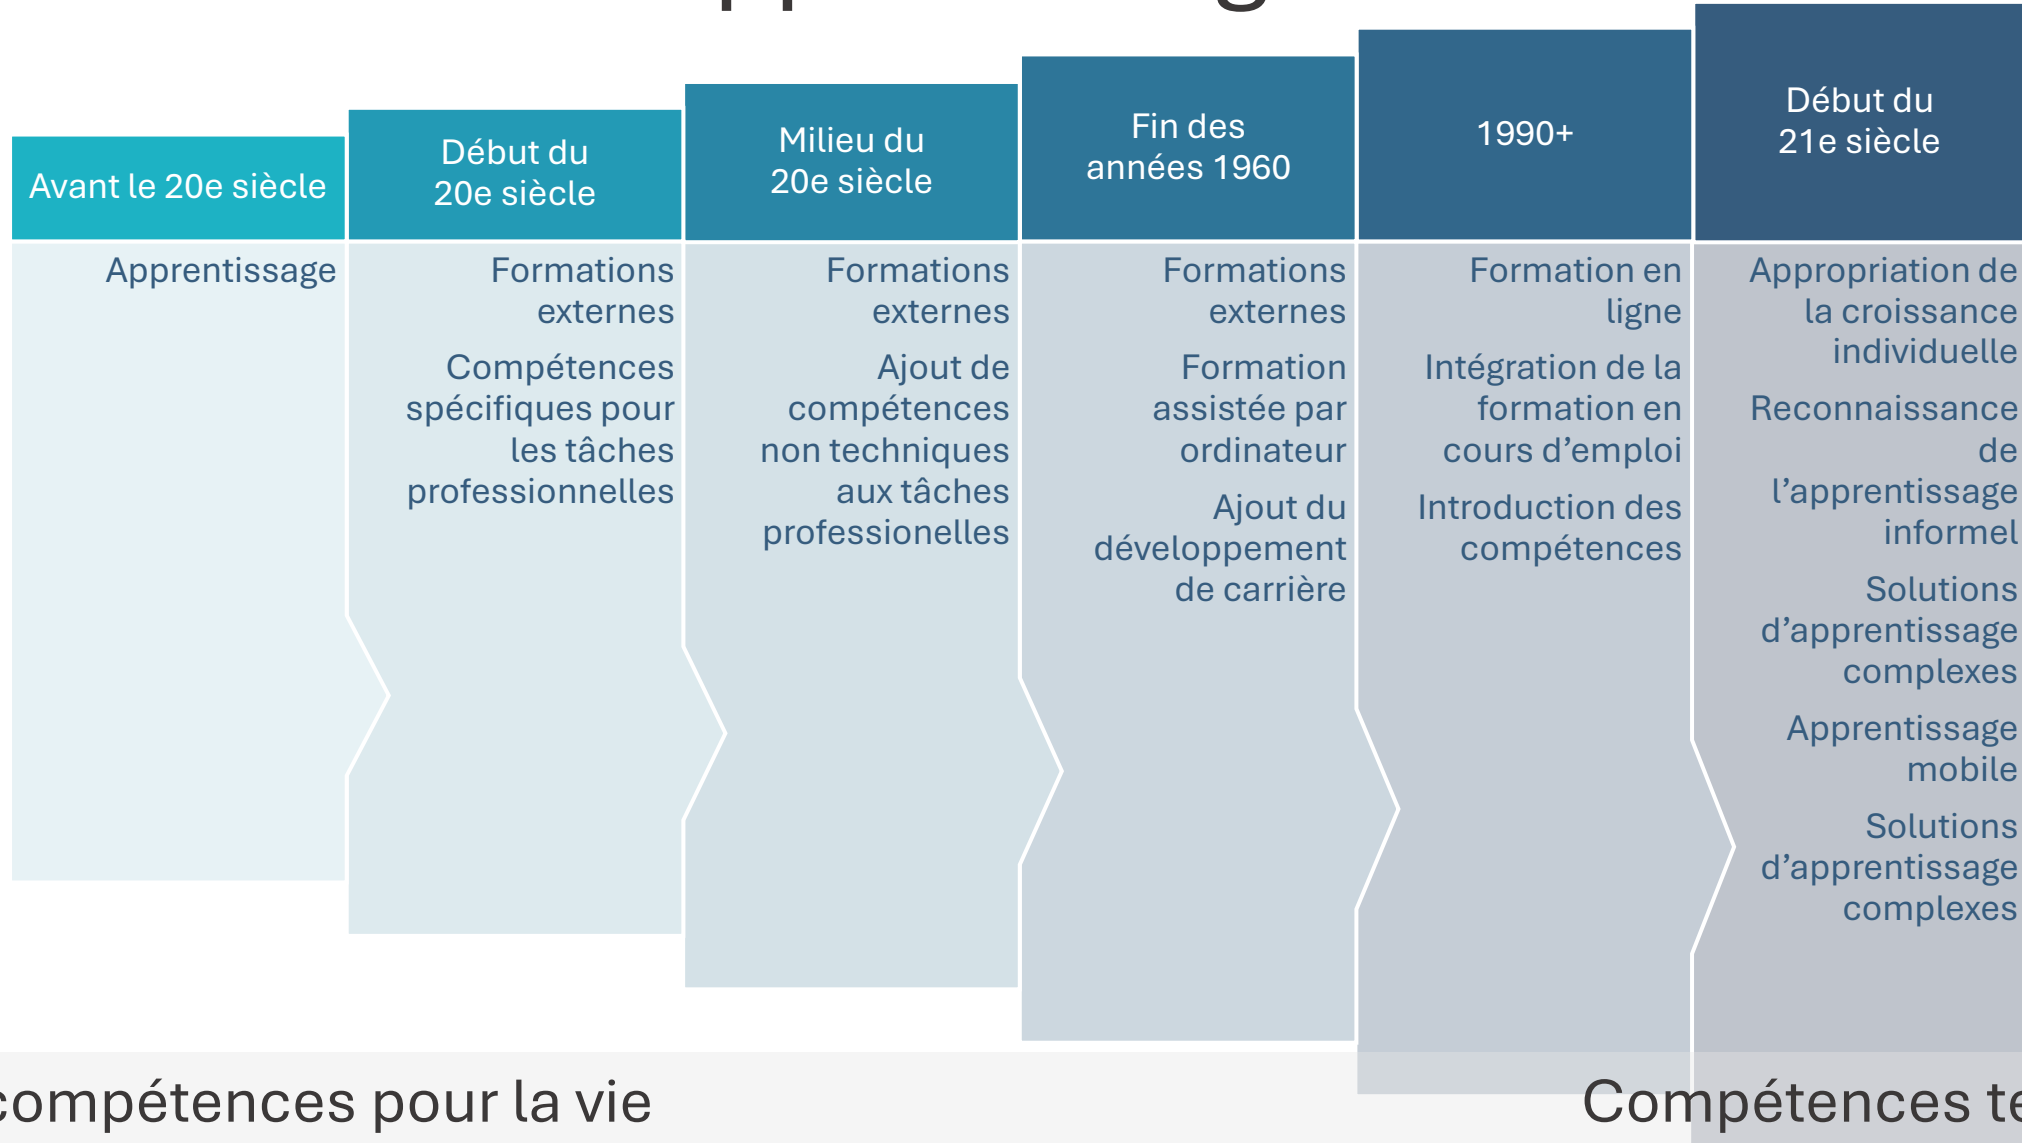 Avant le 20e siècle
Apprentissage
Début du
20e siècle
Formations
externes
Compétences
spécifiques pour
les tâches
professionnelles
Milieu du
20e siècle
Formations
externes
Ajout de
compétences
non techniques
aux tâches
professionelles
Fin des
années 1960
Formations
externes
Formation
assistée par
ordinateur
Ajout du
développement
de carrière
1990+
Formation en
ligne
Intégration de la
formation en
cours d’emploi
Introduction des
compétences
Début du
21e siècle
Appropriation de
la croissance
individuelle
Reconnaissance
de
l’apprentissage
informel
Solutions
d’apprentissage
complexes
Apprentissage
mobile
Solutions
d’apprentissage
complexes
compétences pour la vie
Compétences te